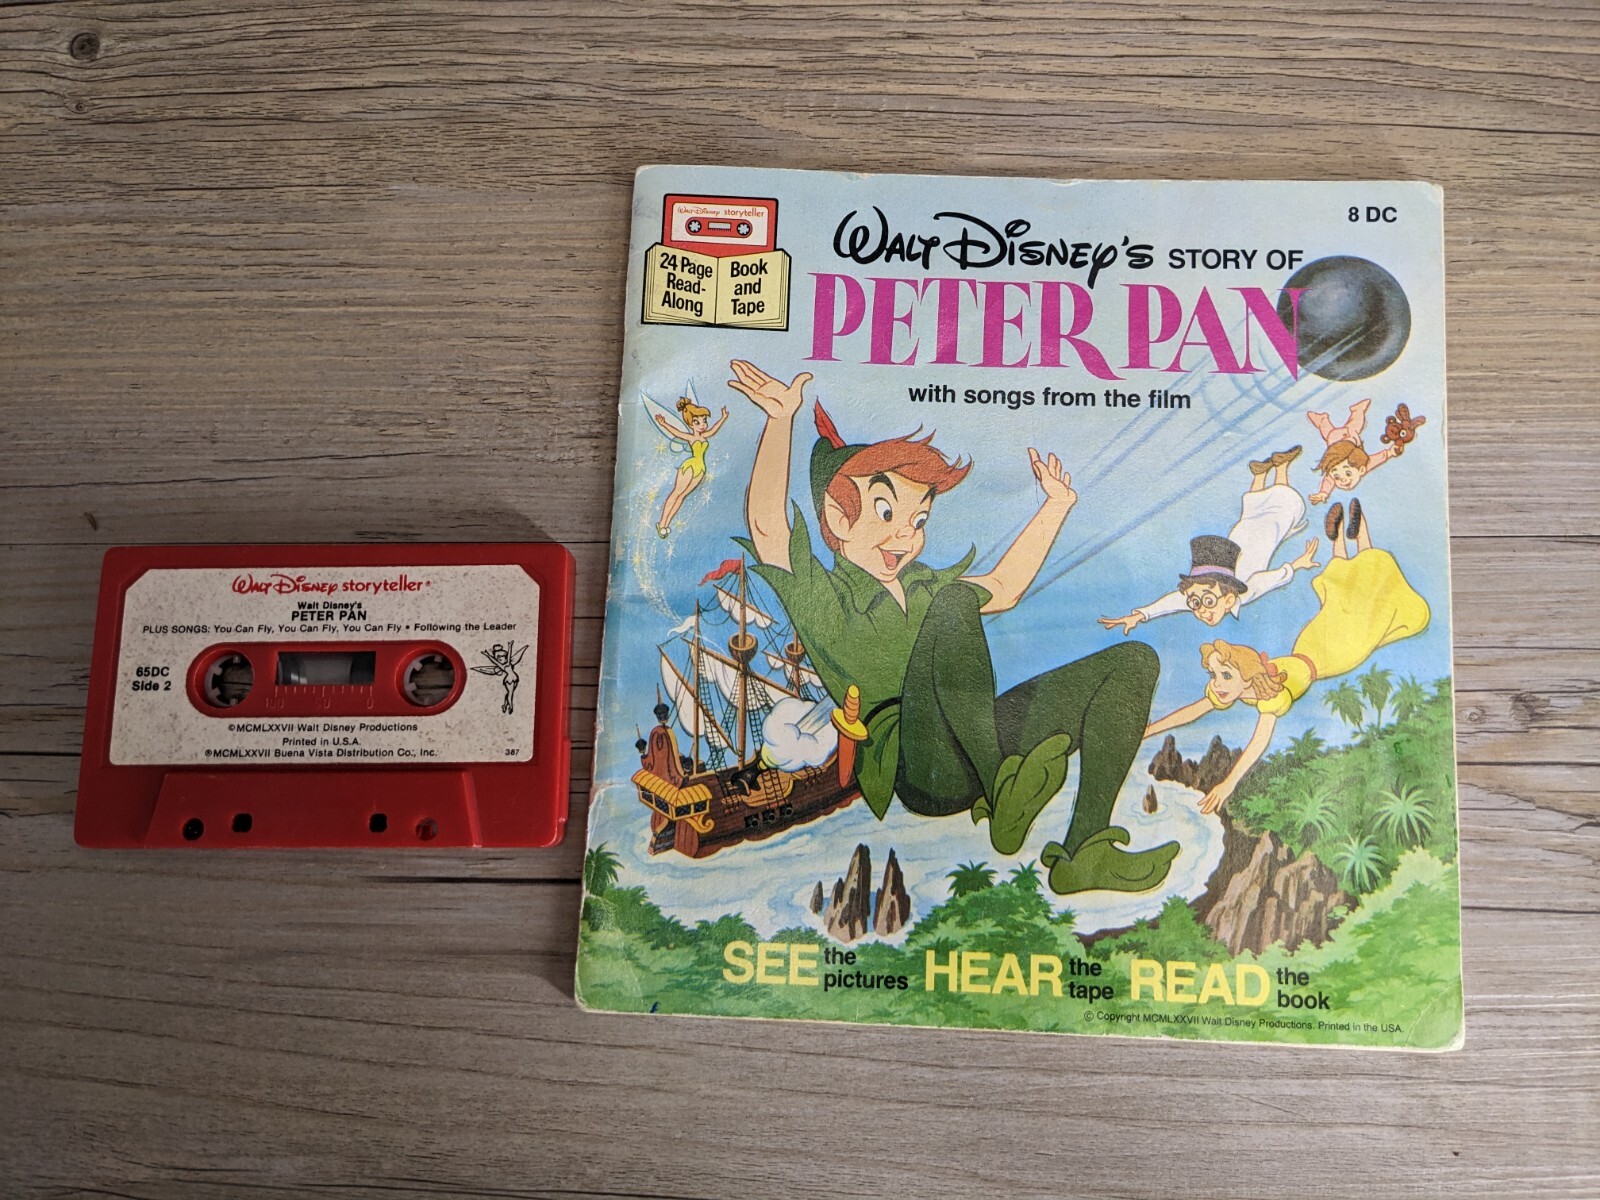 Walt Disney storyteller
24 Page Read-Along
Book and Tape
8 DC
Walt Disney's STORY OF
PETER PAN
with songs from the film
SEE the pictures HEAR the tape READ the book
© Copyright MCMLXXVII Walt Disney Productions. Printed in the USA.
Walt Disney storyteller®
Walt Disney's
PETER PAN
PLUS SONGS: You Can Fly, You Can Fly, You Can Fly • Following the Leader
65DC
Side 2
100 50 0
©MCMLXXVII Walt Disney Productions
Printed in U.S.A.
℗MCMLXXVII Buena Vista Distribution Co., Inc.
387